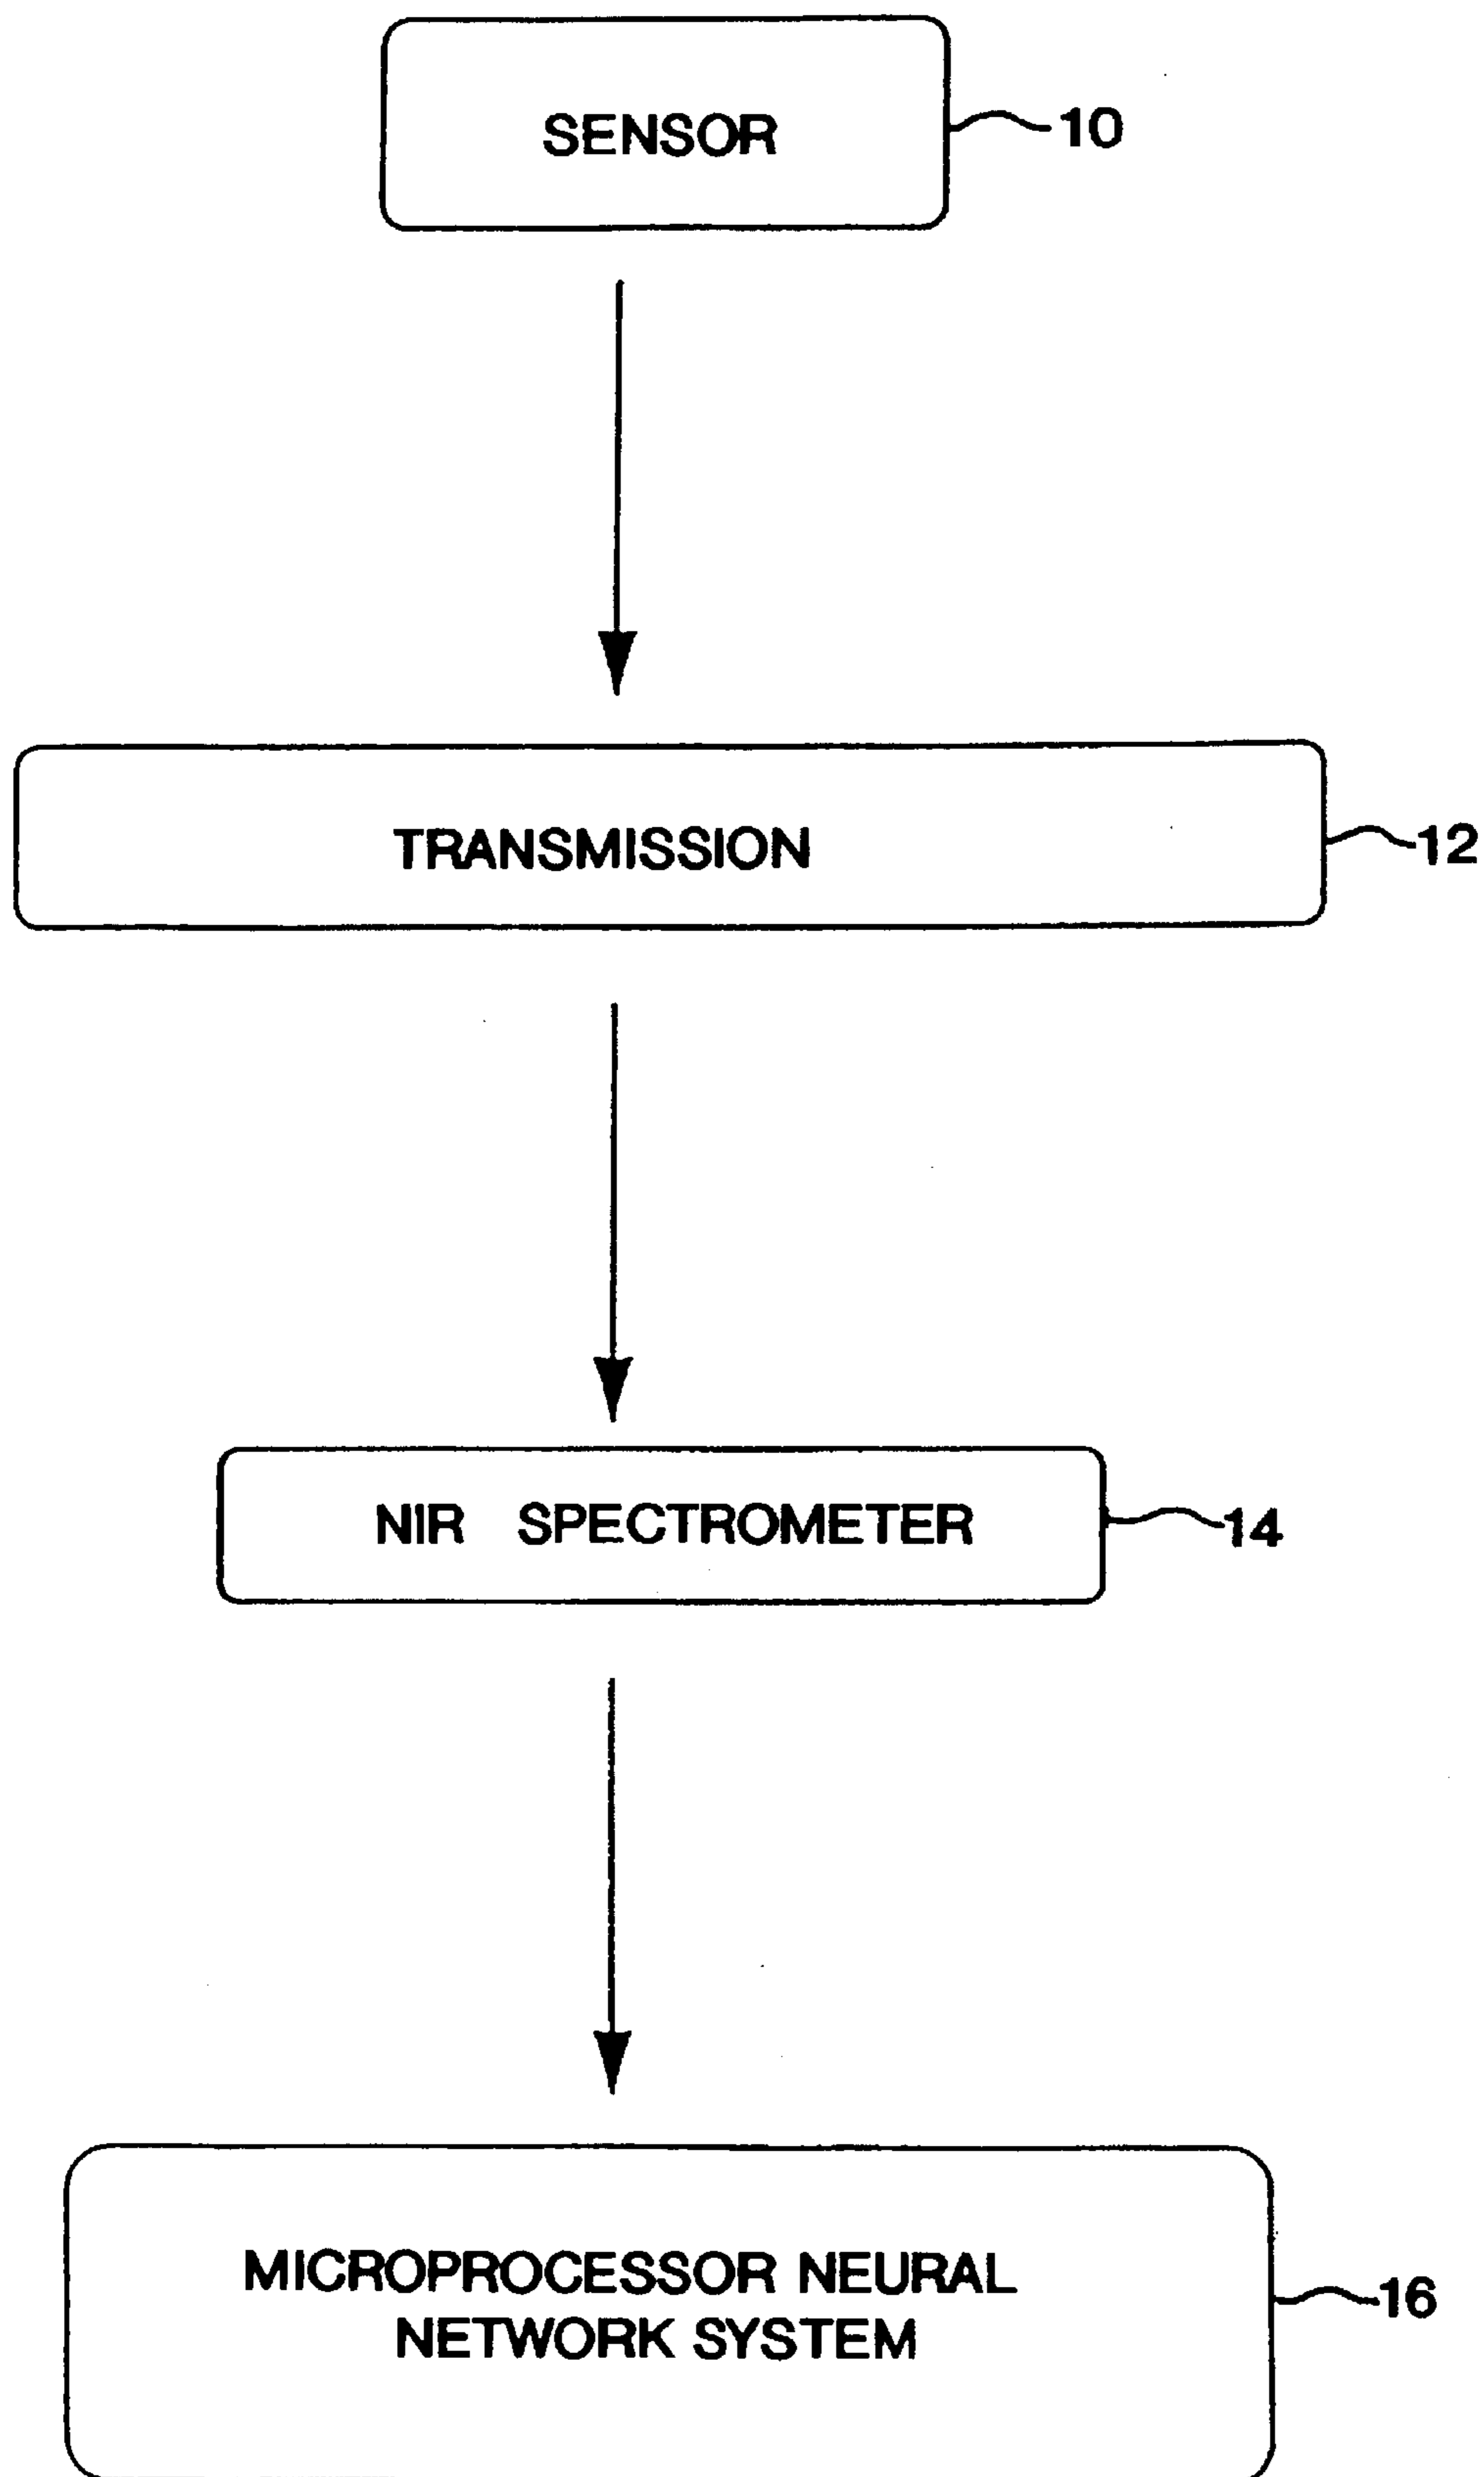 SENSOR
10
TRANSMISSION
12
NIR SPECTROMETER
14
MICROPROCESSOR NEURAL
NETWORK SYSTEM
16